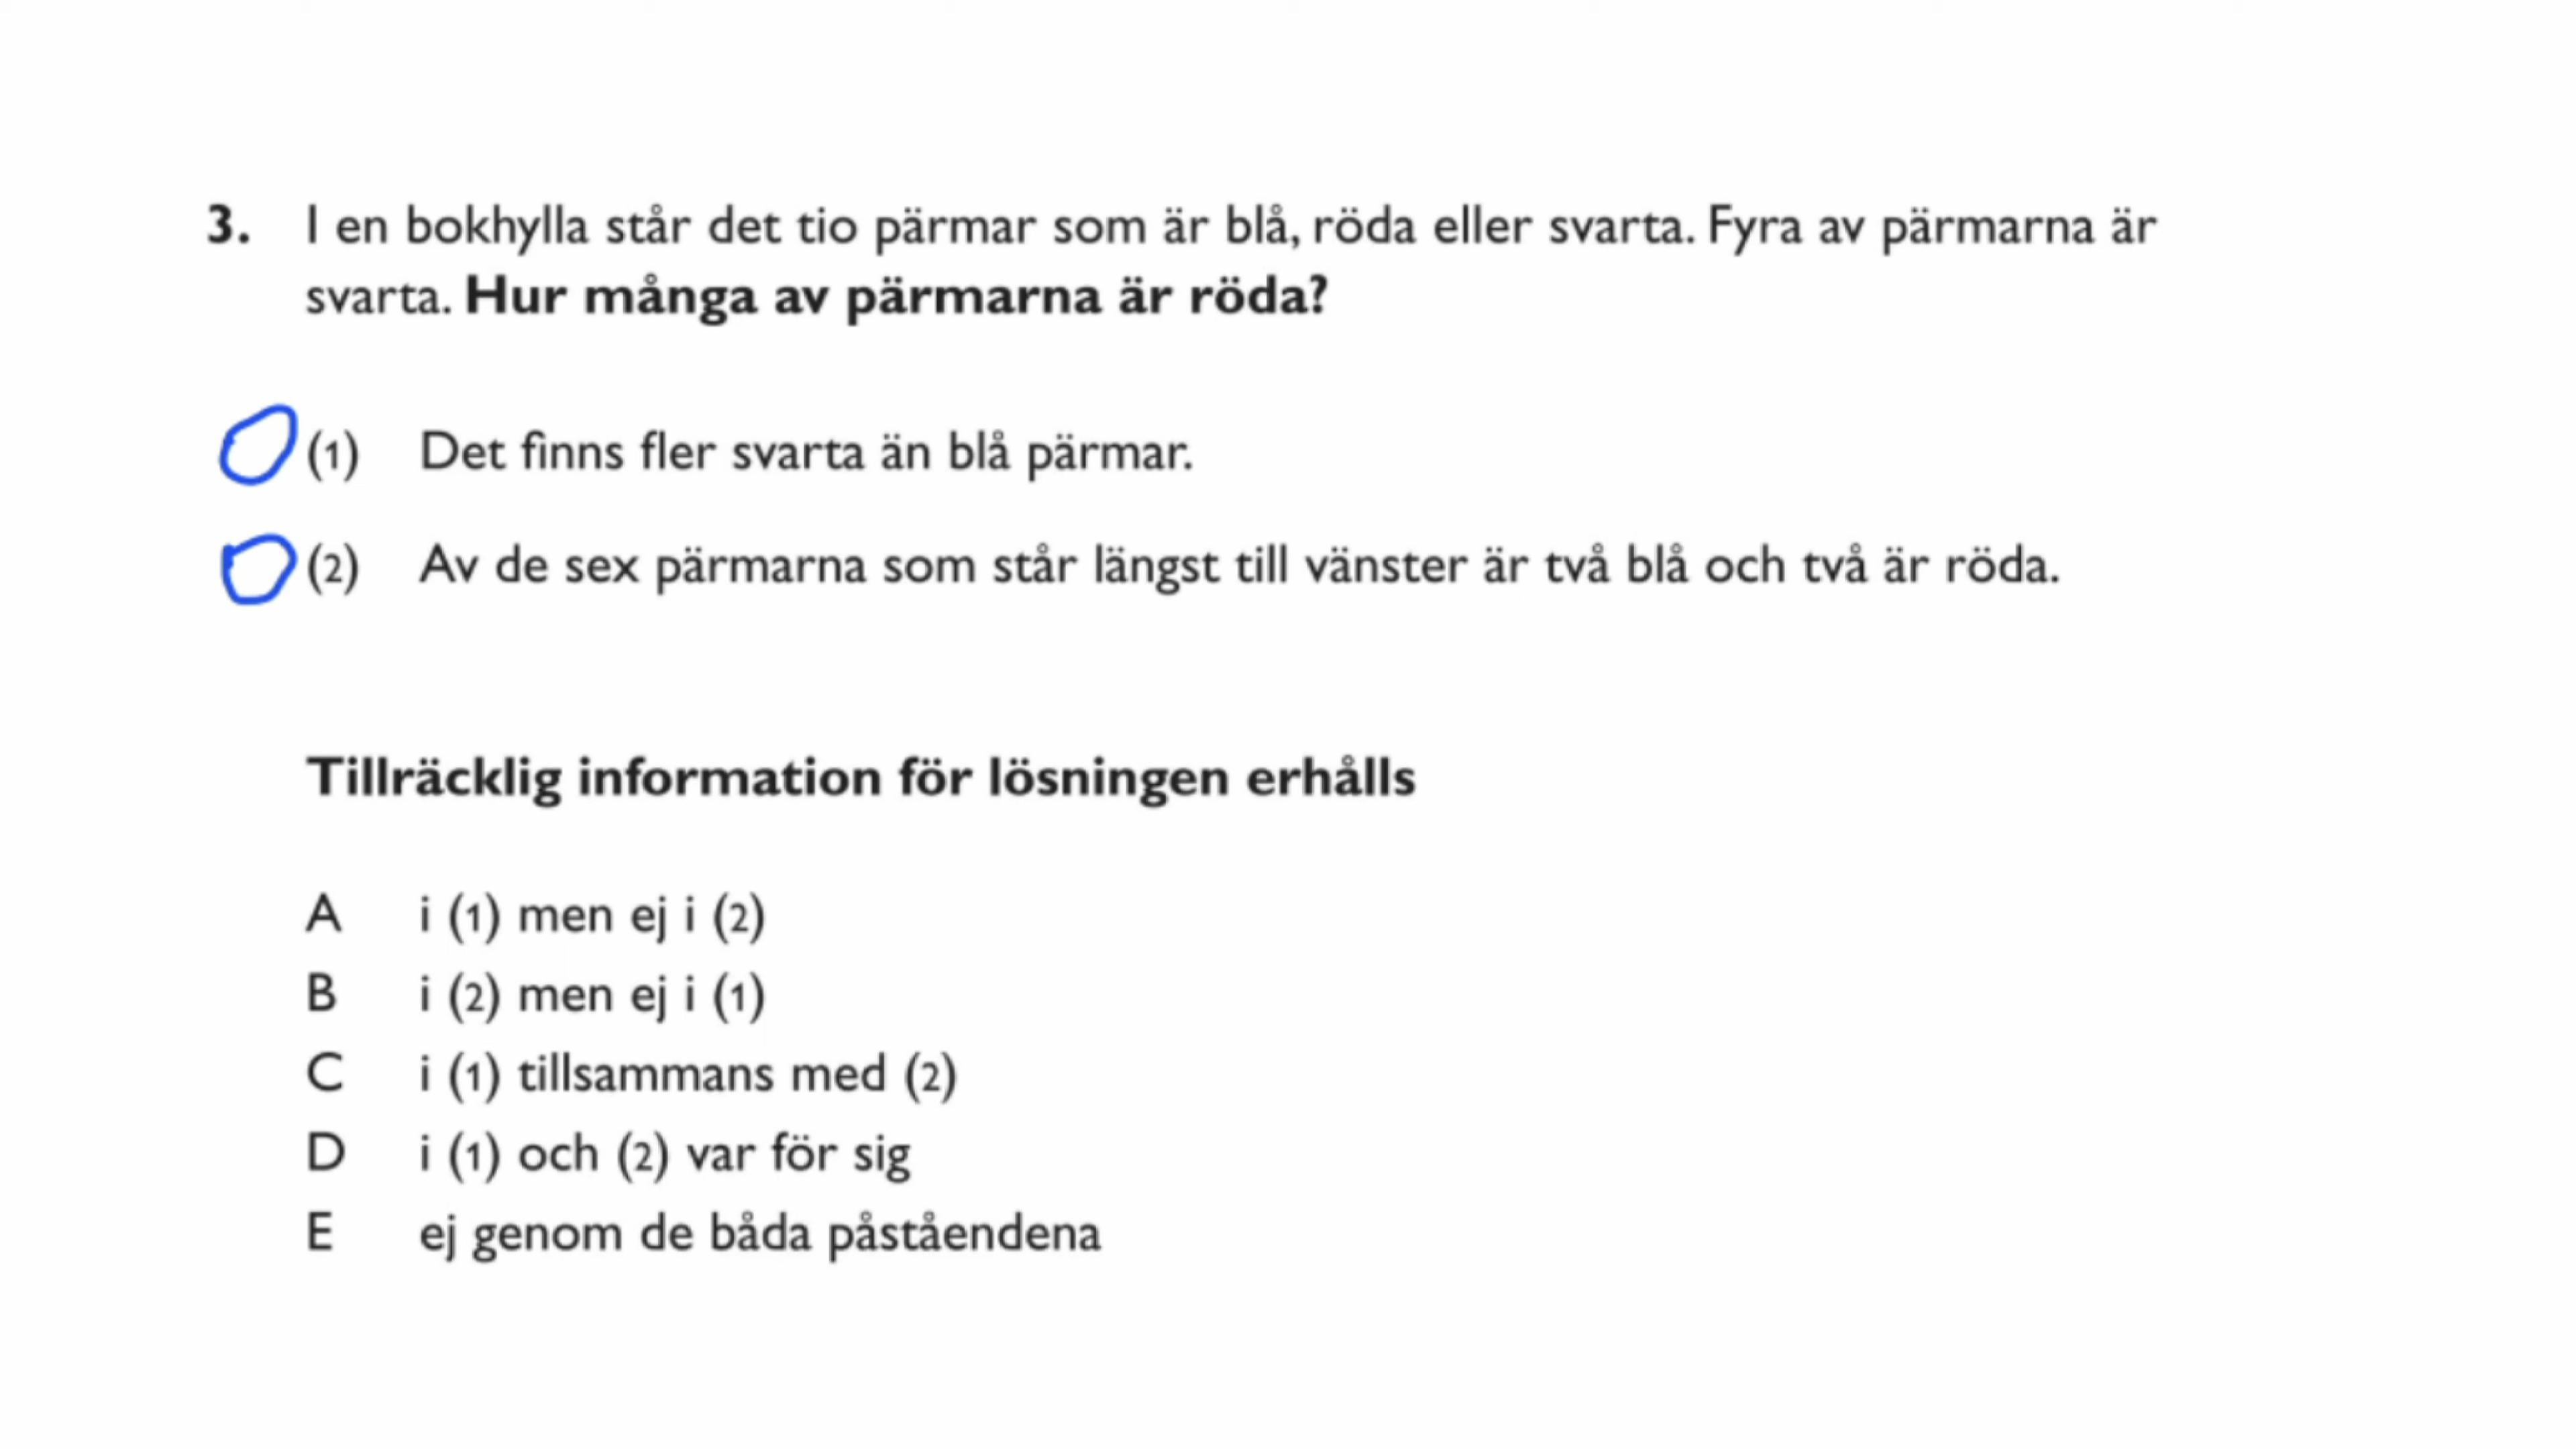 3. I en bokhylla står det tio pärmar som är blå, röda eller svarta. Fyra av pärmarna är
svarta. Hur många av pärmarna är röda?
(1) Det finns fler svarta än blå pärmar.
(2) Av de sex pärmarna som står längst till vänster är två blå och två är röda.
Tillräcklig information för lösningen erhålls
A i (1) men ej i (2)
B i (2) men ej i (1)
C i (1) tillsammans med (2)
D i (1) och (2) var för sig
E ej genom de båda påståendena